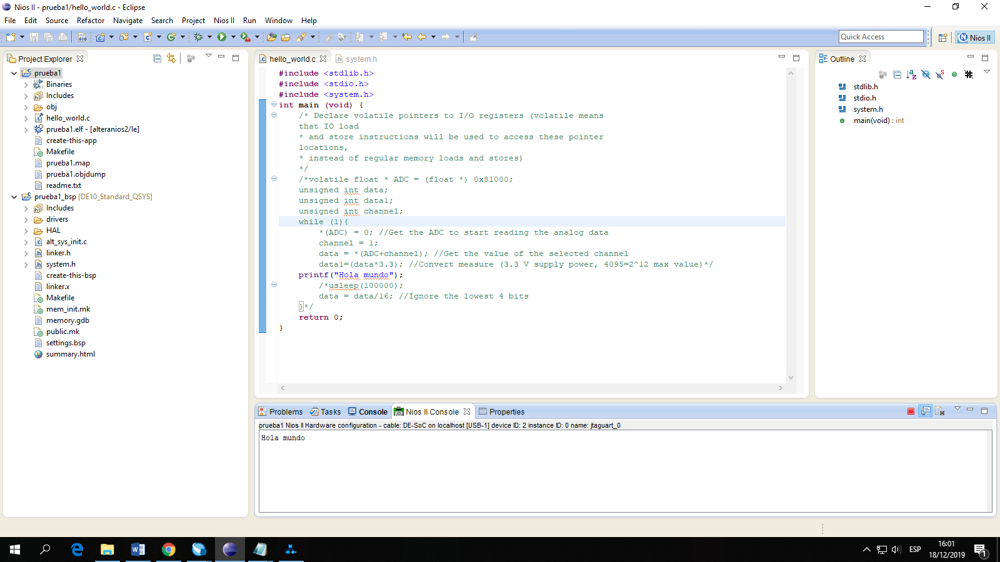 Nios II - prueba1/hello_world.c - Eclipse
File Edit Source Refactor Navigate Search Project Nios II Run Window Help
Quick Access
Nios II
Project Explorer
prueba1
Binaries
Includes
obj
hello_world.c
prueba1.elf - [alteranios2/le]
create-this-app
Makefile
prueba1.map
prueba1.objdump
readme.txt
prueba1_bsp [DE10_Standard_QSYS]
Includes
drivers
HAL
alt_sys_init.c
linker.h
system.h
create-this-bsp
linker.x
Makefile
mem_init.mk
memory.gdb
public.mk
settings.bsp
summary.html
hello_world.c system.h
#include <stdlib.h>
#include <stdio.h>
#include <system.h>
int main (void) {
/* Declare volatile pointers to I/O registers (volatile means
that IO load
* and store instructions will be used to access these pointer
locations,
* instead of regular memory loads and stores)
*/
/*volatile float * ADC = (float *) 0x81000;
unsigned int data;
unsigned int data1;
unsigned int channel;
while (1){
*(ADC) = 0; //Get the ADC to start reading the analog data
channel = 1;
data = *(ADC+channel); //Get the value of the selected channel
data1=(data*3.3); //Convert measure (3.3 V supply power, 4095=2^12 max value)*/
printf("Hola mundo");
/*usleep(100000);
data = data/16; //Ignore the lowest 4 bits
}*/
return 0;
}
Outline
stdlib.h
stdio.h
system.h
main(void) : int
Problems Tasks Console Nios II Console Properties
prueba1 Nios II Hardware configuration - cable: DE-SoC on localhost [USB-1] device ID: 2 instance ID: 0 name: jtaguart_0
Hola mundo
ESP
16:01
18/12/2019
1